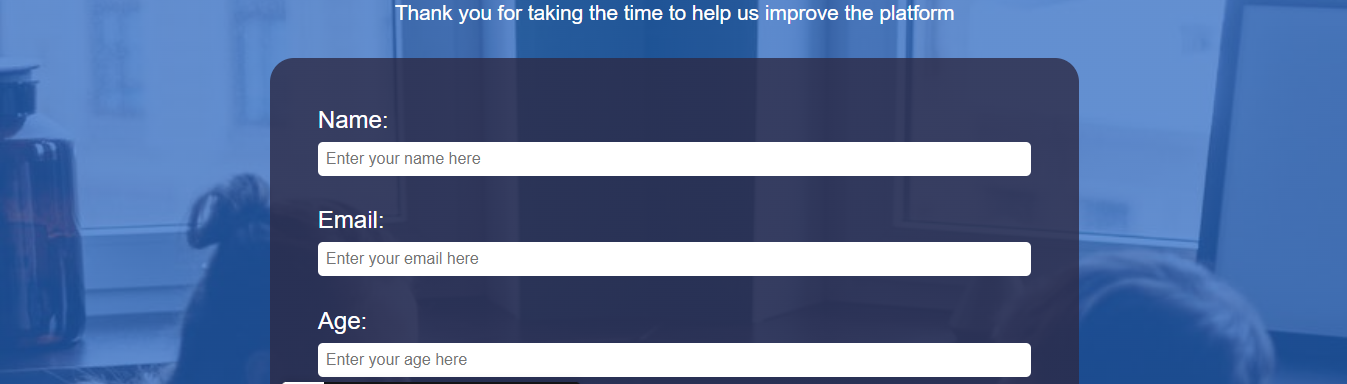 Thank you for taking the time to help us improve the platform
Name:
Enter your name here
Email:
Enter your email here
Age:
Enter your age here